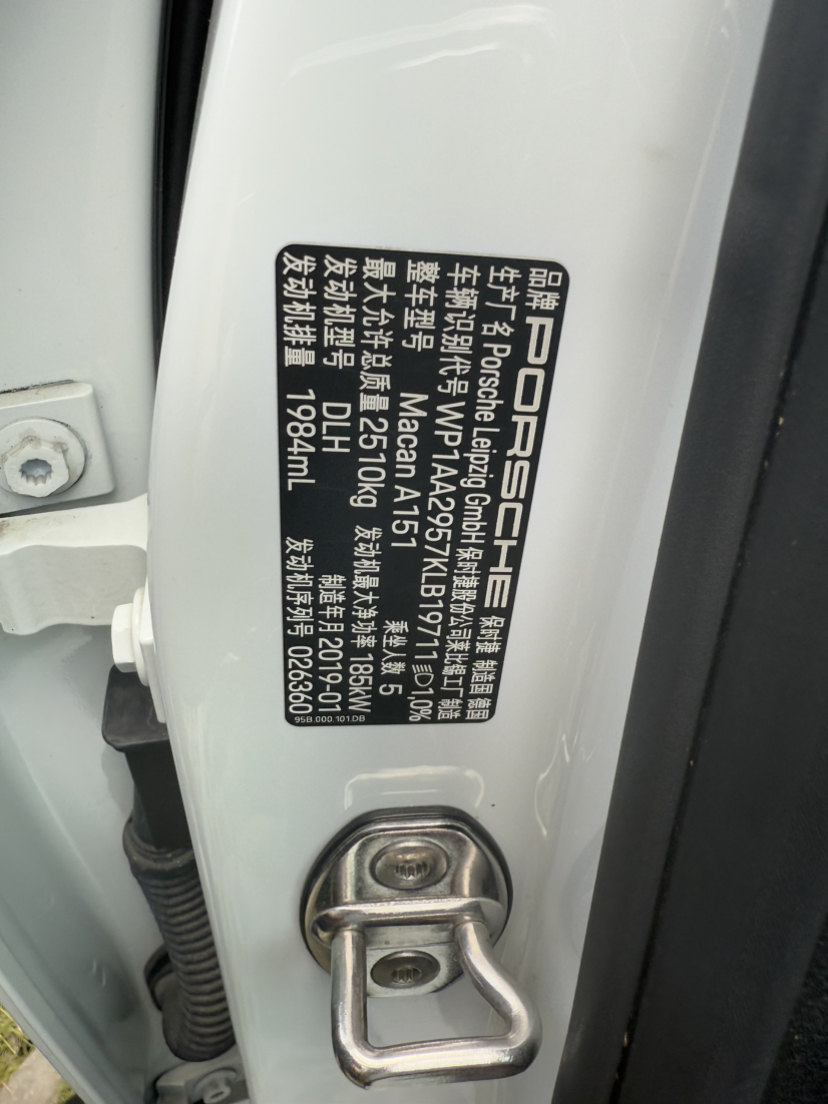 品牌 PORSCHE 保时捷 制造国 德国
生产厂名 Porsche Leipzig GmbH 保时捷股份公司莱比锡工厂 制造
车辆识别代号 WP1AA2957KLB19711 1,0%
整车型号 Macan A151 乘坐人数 5
最大允许总质量 2510kg 发动机最大净功率 185kW
发动机型号 DLH 制造年月 2019-01
发动机排量 1984mL 发动机序列号 026360
95B.000.101.DB